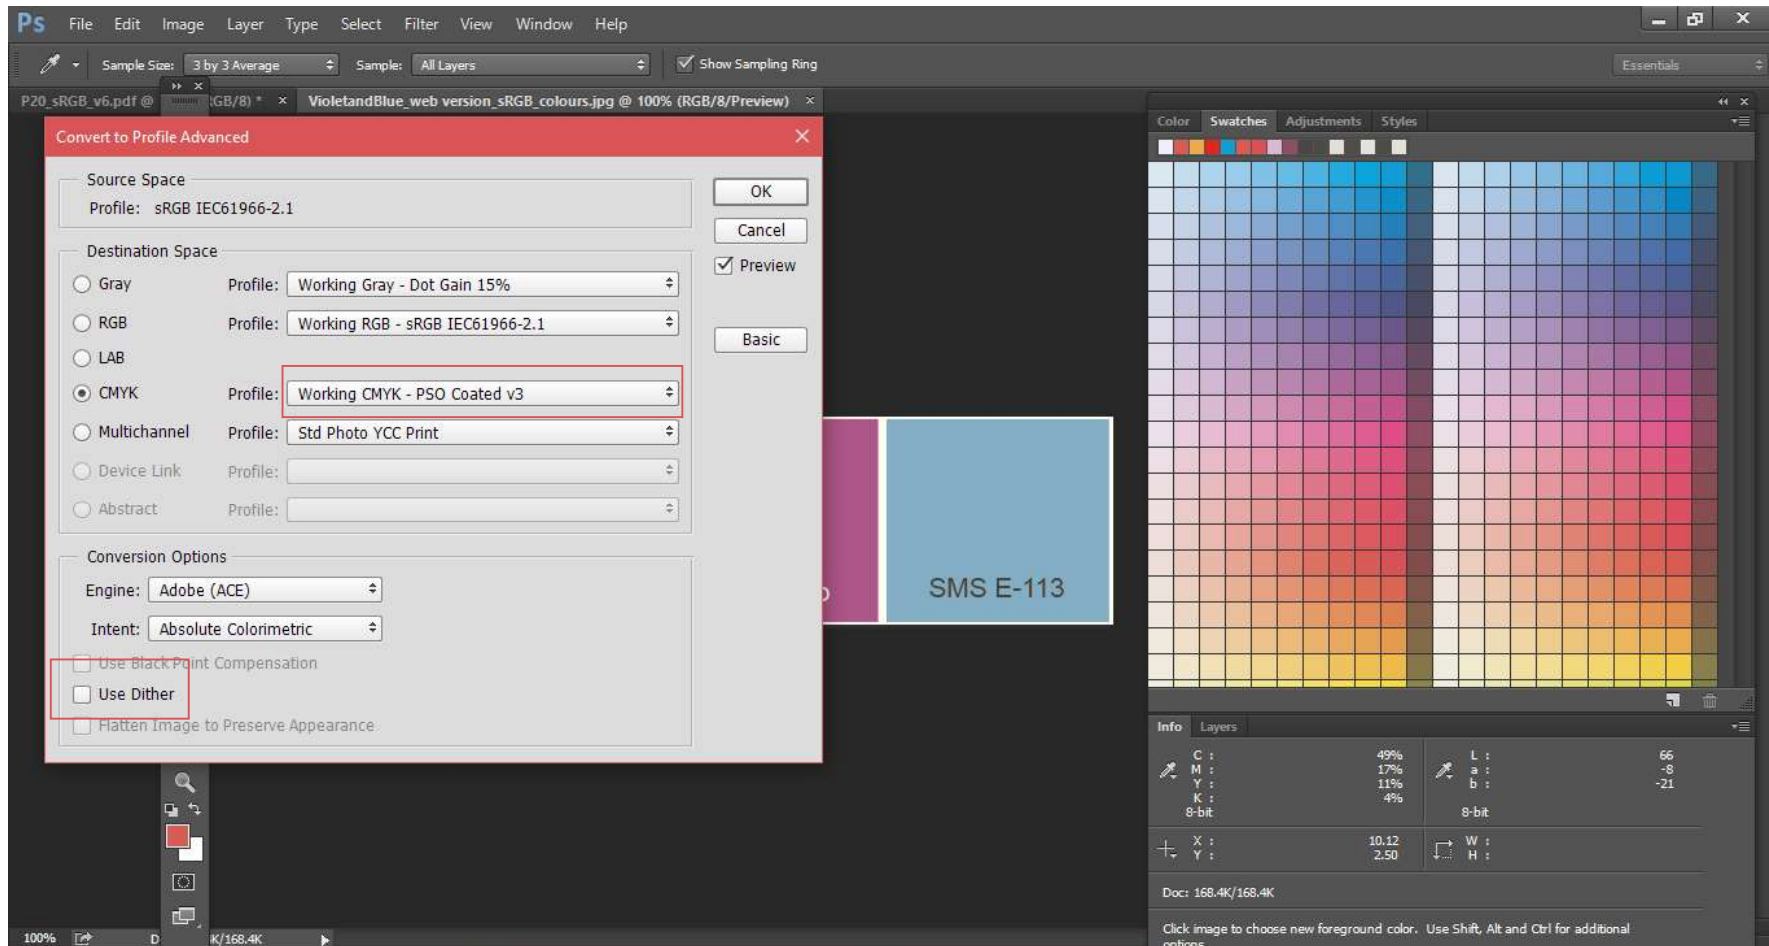 Ps File Edit Image Layer Type Select Filter View Window Help
Sample Size: 3 by 3 Average Sample: All Layers Show Sampling Ring Essentials
P20_sRGB_v6.pdf @ GB/8) * × VioletandBlue_web version_sRGB_colours.jpg @ 100% (RGB/8/Preview) ×
Convert to Profile Advanced
Source Space
Profile: sRGB IEC61966-2.1
OK
Cancel
Preview
Basic
Destination Space
Gray Profile: Working Gray - Dot Gain 15%
RGB Profile: Working RGB - sRGB IEC61966-2.1
LAB
CMYK Profile: Working CMYK - PSO Coated v3
Multichannel Profile: Std Photo YCC Print
Device Link Profile:
Abstract Profile:
Conversion Options
Engine: Adobe (ACE)
Intent: Absolute Colorimetric
Use Black Point Compensation
Use Dither
Flatten Image to Preserve Appearance
SMS E-113
Color Swatches Adjustments Styles
Info Layers
C : 49% L : 66
M : 17% a : -8
Y : 11% b : -21
K : 4%
8-bit 8-bit
X : 10.12 W :
Y : 2.50 H :
Doc: 168.4K/168.4K
Click image to choose new foreground color. Use Shift, Alt and Ctrl for additional
options.
100% D K/168.4K